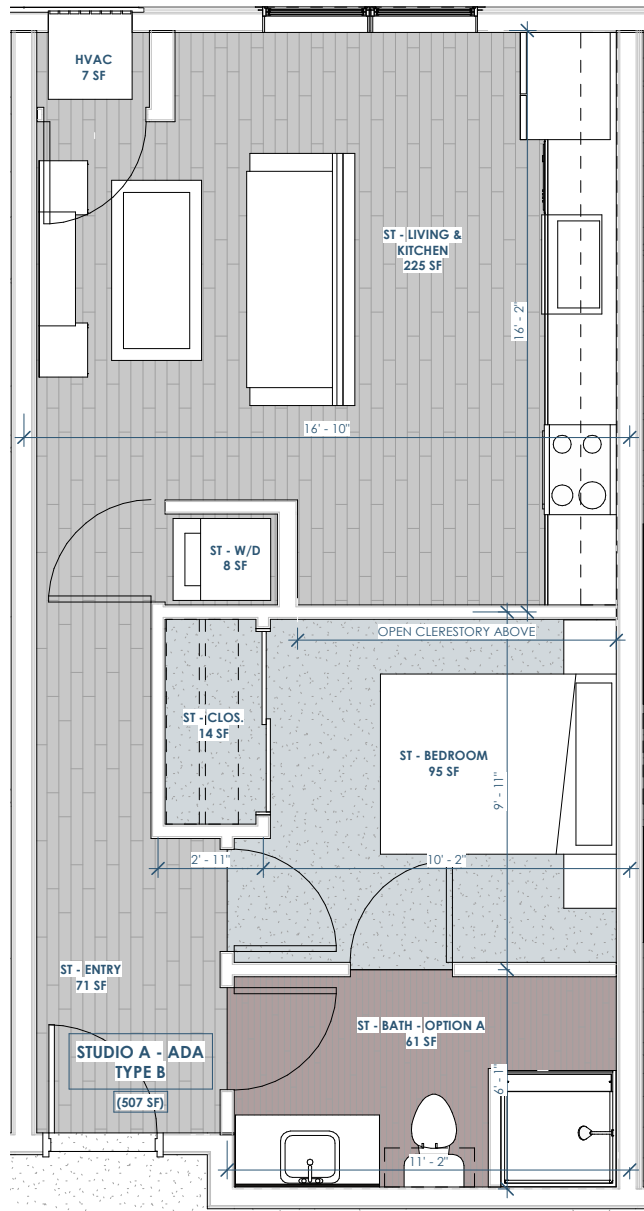 HVAC
7 SF
ST - LIVING &
KITCHEN
225 SF
16' - 2"
16' - 10"
ST - W/D
8 SF
OPEN CLERESTORY ABOVE
ST - CLOS.
14 SF
ST - BEDROOM
95 SF
9' - 11"
2' - 11"
10' - 2"
ST - ENTRY
71 SF
ST - BATH - OPTION A
61 SF
STUDIO A - ADA
TYPE B
(507 SF)
6' - 1"
11' - 2"